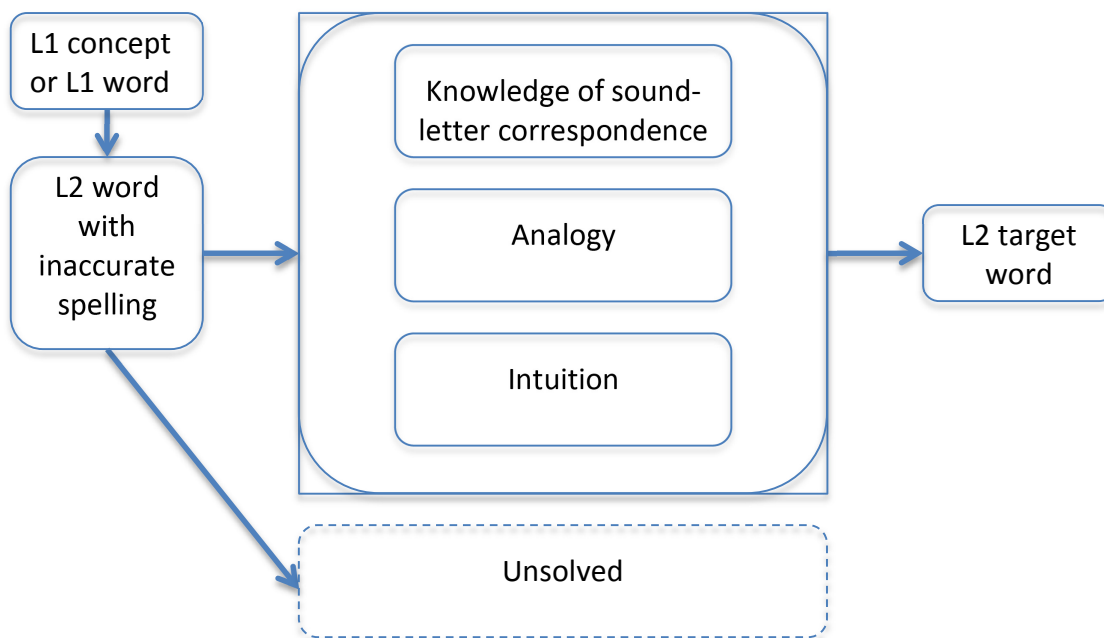 L1 concept
or L1 word
L2 word
with
inaccurate
spelling
Knowledge of sound-
letter correspondence
Analogy
Intuition
Unsolved
L2 target
word